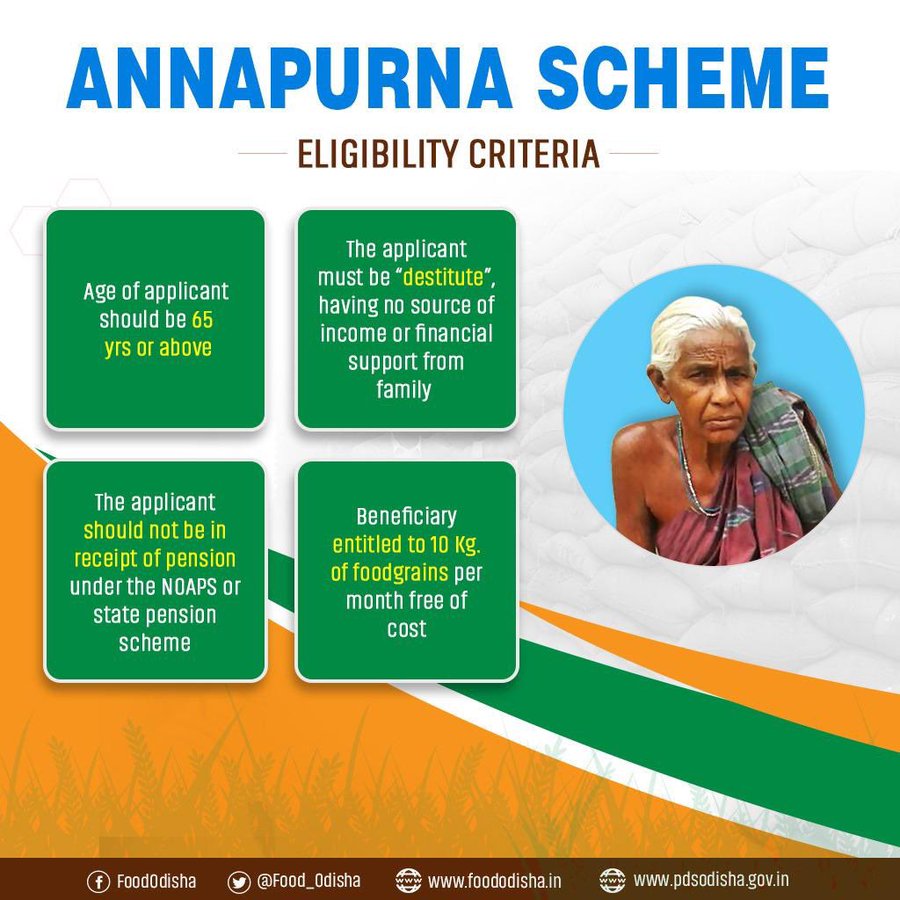 ANNAPURNA SCHEME
ELIGIBILITY CRITERIA
Age of applicant
should be 65
yrs or above
The applicant
must be “destitute”,
having no source of
income or financial
support from
family
The applicant
should not be in
receipt of pension
under the NOAPS or
state pension
scheme
Beneficiary
entitled to 10 Kg.
of foodgrains per
month free of
cost
FoodOdisha
@Food_Odisha
www.foododisha.in
www.pdsodisha.gov.in